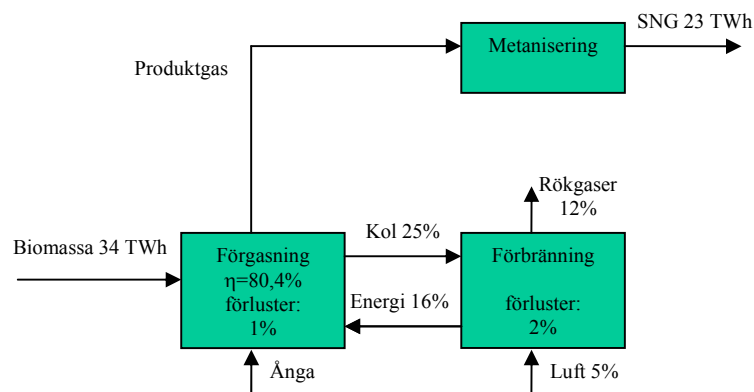 SNG 23 TWh
Metanisering
Produktgas
Rökgaser
12%
Biomassa 34 TWh
Förgasning
η=80,4%
förluster:
1%
Kol 25%
Energi 16%
Förbränning
förluster:
2%
Ånga
Luft 5%